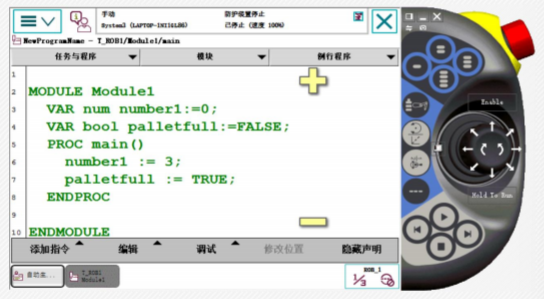 手动
防护装置停止
System3 (LAPTOP-IHI1SLR6)
已停止 (速度 100%)
NewProgramName - T_ROB1/Module1/main
任务与程序
模块
例行程序
1
2 MODULE Module1
3 VAR num number1:=0;
4 VAR bool palletfull:=FALSE;
5 PROC main()
6 number1 := 3;
7 palletfull := TRUE;
8 ENDPROC
9
10 ENDMODULE
添加指令
编辑
调试
修改位置
隐藏声明
T_ROB1
Module1
ROB_1
1/3
Enable
Hold To Run